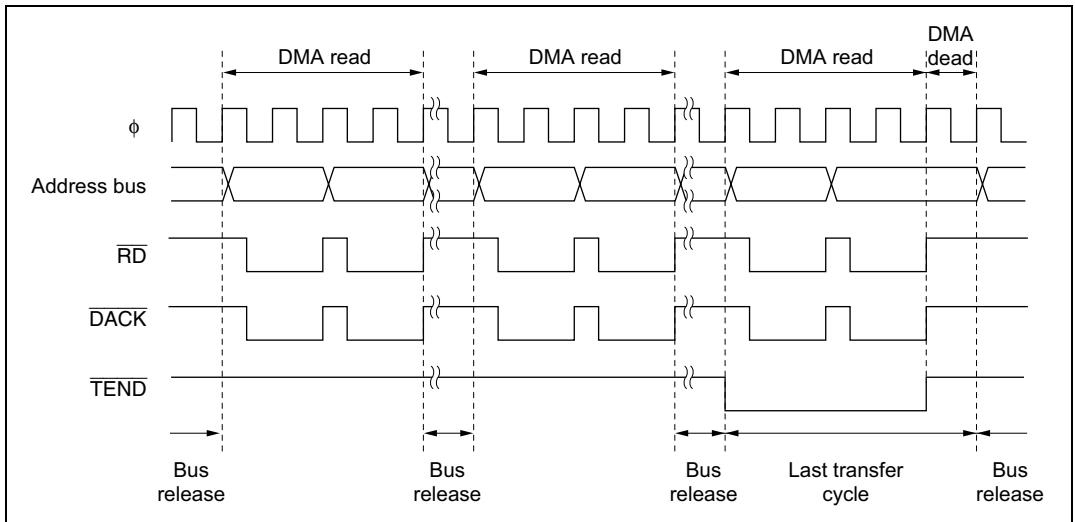 DMA read
DMA read
DMA read
DMA
dead
ϕ
Address bus
RD
DACK
TEND
Bus
release
Bus
release
Bus
release
Last transfer
cycle
Bus
release